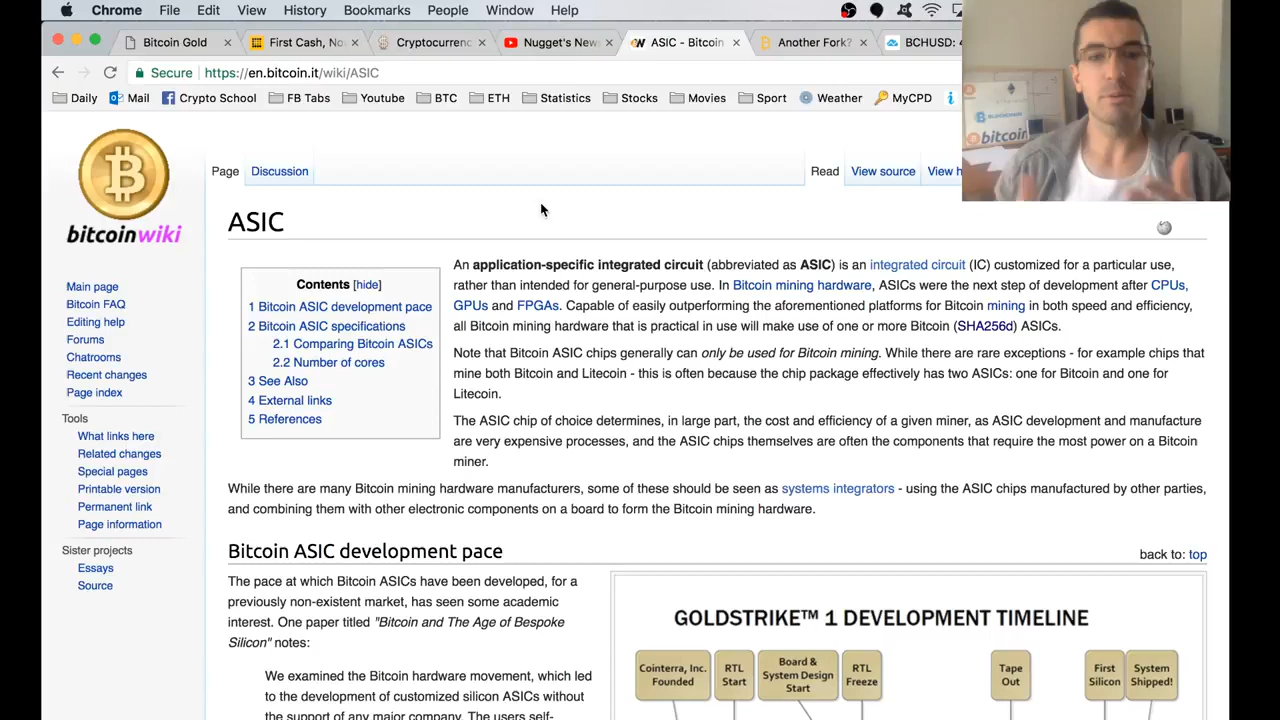 Chrome File Edit View History Bookmarks People Window Help
Bitcoin Gold
First Cash, No
Cryptocurrenc
Nugget's New
ASIC - Bitcoin
Another Fork?
BCHUSD: 4
Secure https://en.bitcoin.it/wiki/ASIC
Daily Mail Crypto School FB Tabs Youtube BTC ETH Statistics Stocks Movies Sport Weather MyCPD
bitcoin
bitcoinwiki
Main page
Bitcoin FAQ
Editing help
Forums
Chatrooms
Recent changes
Page index
Tools
What links here
Related changes
Special pages
Printable version
Permanent link
Page information
Sister projects
Essays
Source
Page Discussion
Read View source View h
ASIC
Contents [hide]
1 Bitcoin ASIC development pace
2 Bitcoin ASIC specifications
2.1 Comparing Bitcoin ASICs
2.2 Number of cores
3 See Also
4 External links
5 References
An application-specific integrated circuit (abbreviated as ASIC) is an integrated circuit (IC) customized for a particular use,
rather than intended for general-purpose use. In Bitcoin mining hardware, ASICs were the next step of development after CPUs,
GPUs and FPGAs. Capable of easily outperforming the aforementioned platforms for Bitcoin mining in both speed and efficiency,
all Bitcoin mining hardware that is practical in use will make use of one or more Bitcoin (SHA256d) ASICs.
Note that Bitcoin ASIC chips generally can only be used for Bitcoin mining. While there are rare exceptions - for example chips that
mine both Bitcoin and Litecoin - this is often because the chip package effectively has two ASICs: one for Bitcoin and one for
Litecoin.
The ASIC chip of choice determines, in large part, the cost and efficiency of a given miner, as ASIC development and manufacture
are very expensive processes, and the ASIC chips themselves are often the components that require the most power on a Bitcoin
miner.
While there are many Bitcoin mining hardware manufacturers, some of these should be seen as systems integrators - using the ASIC chips manufactured by other parties,
and combining them with other electronic components on a board to form the Bitcoin mining hardware.
Bitcoin ASIC development pace
back to: top
The pace at which Bitcoin ASICs have been developed, for a
previously non-existent market, has seen some academic
interest. One paper titled "Bitcoin and The Age of Bespoke
Silicon" notes:
We examined the Bitcoin hardware movement, which led
to the development of customized silicon ASICs without
the support of any major company. The users self-
GOLDSTRIKE™ 1 DEVELOPMENT TIMELINE
Cointerra, Inc.
Founded
RTL
Start
Board &
System Design
Start
RTL
Freeze
Tape
Out
First
Silicon
System
Shipped!